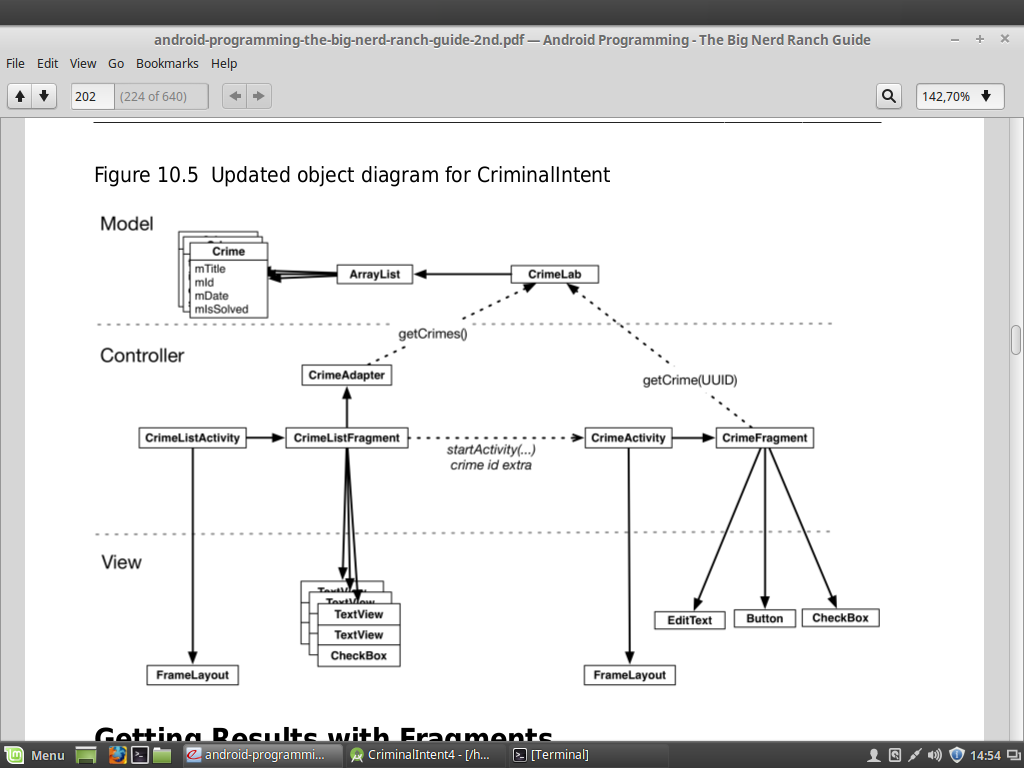 android-programming-the-big-nerd-ranch-guide-2nd.pdf — Android Programming - The Big Nerd Ranch Guide
File Edit View Go Bookmarks Help
202 (224 of 640) 142,70%
Figure 10.5 Updated object diagram for CriminalIntent
Model
Crime
mTitle
mId
mDate
mIsSolved
ArrayList
CrimeLab
getCrimes()
Controller
CrimeAdapter
getCrime(UUID)
CrimeListActivity
CrimeListFragment
startActivity(...)
crime id extra
CrimeActivity
CrimeFragment
View
TextView
TextView
TextView
TextView
CheckBox
EditText
Button
CheckBox
FrameLayout
FrameLayout
Getting Results with Fragments
Menu android-programmi... CriminalIntent4 - [/h... [Terminal] 14:54